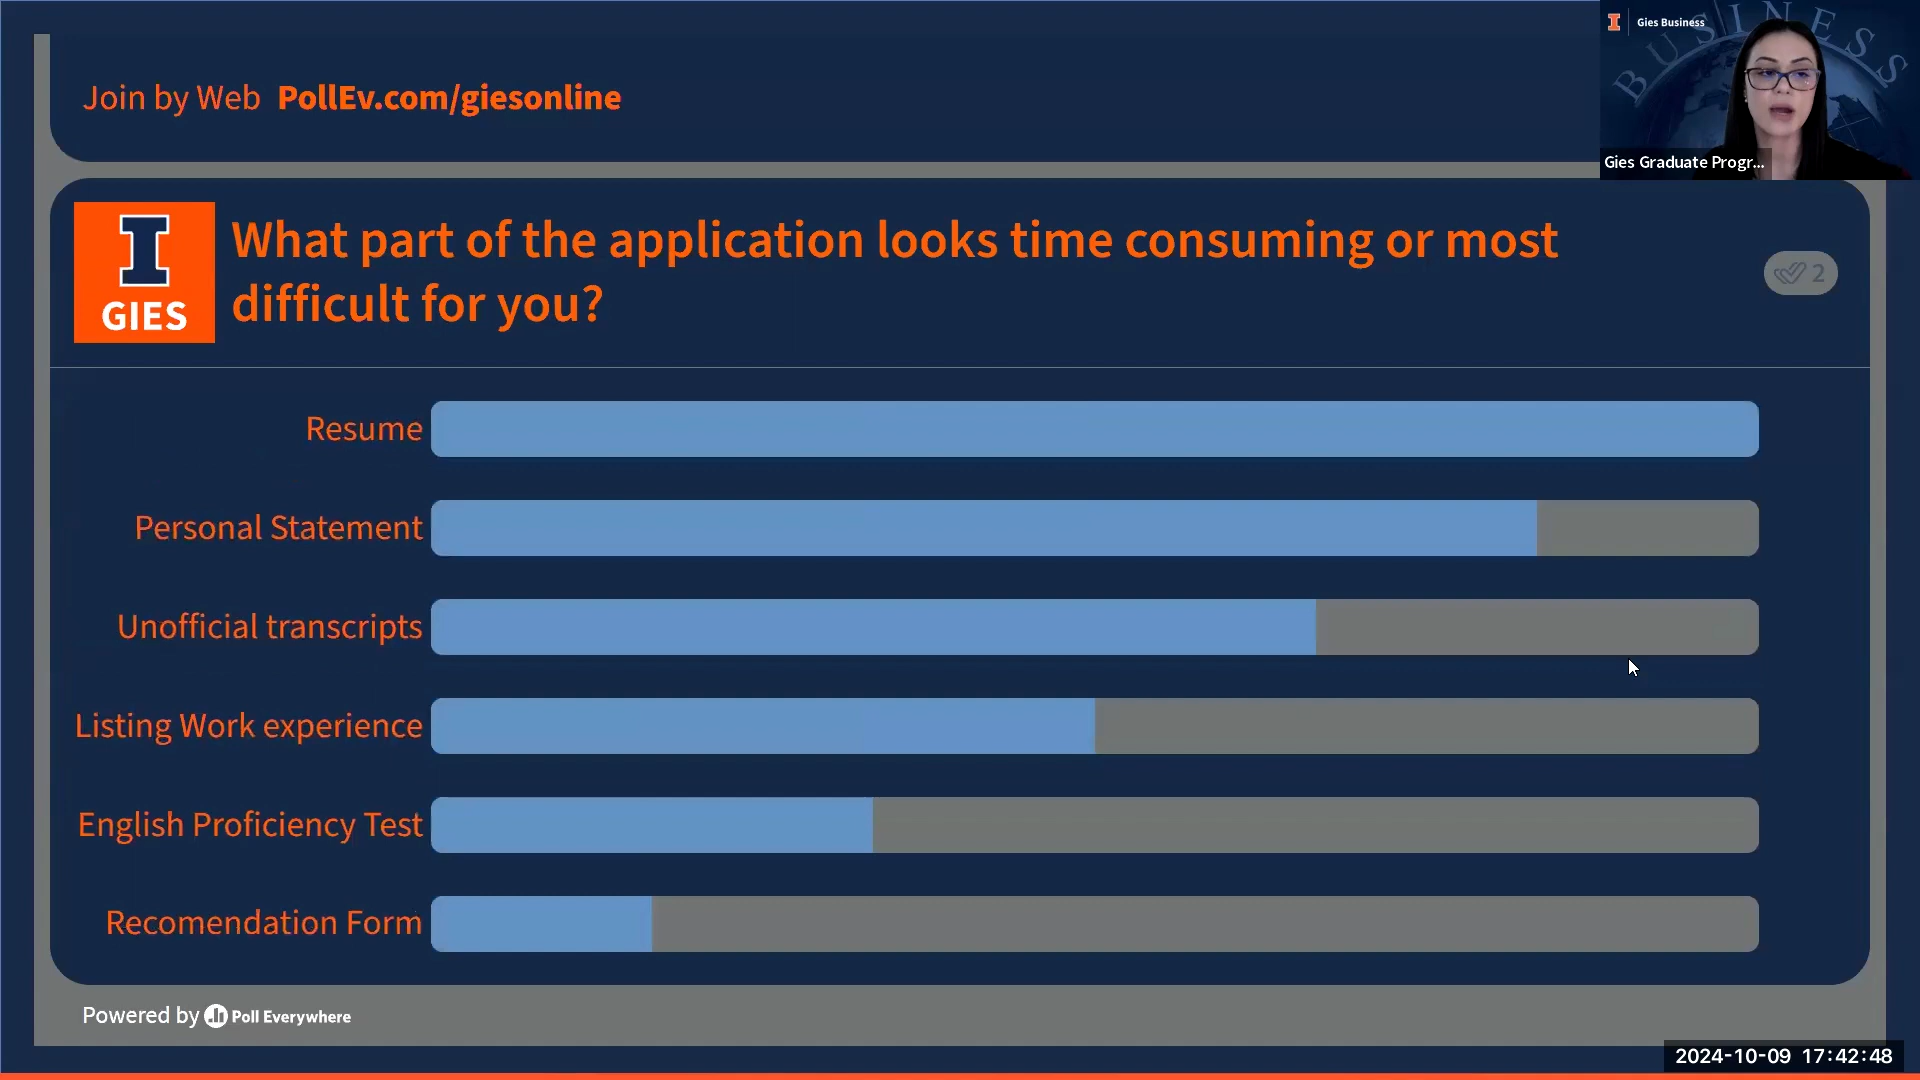 Join by Web PollEv.com/giesonline
Gies Business
BUSINESS
Gies Graduate Progr...
GIES
What part of the application looks time consuming or most
difficult for you?
2
Resume
Personal Statement
Unofficial transcripts
Listing Work experience
English Proficiency Test
Recomendation Form
Powered by Poll Everywhere
2024-10-09 17:42:48